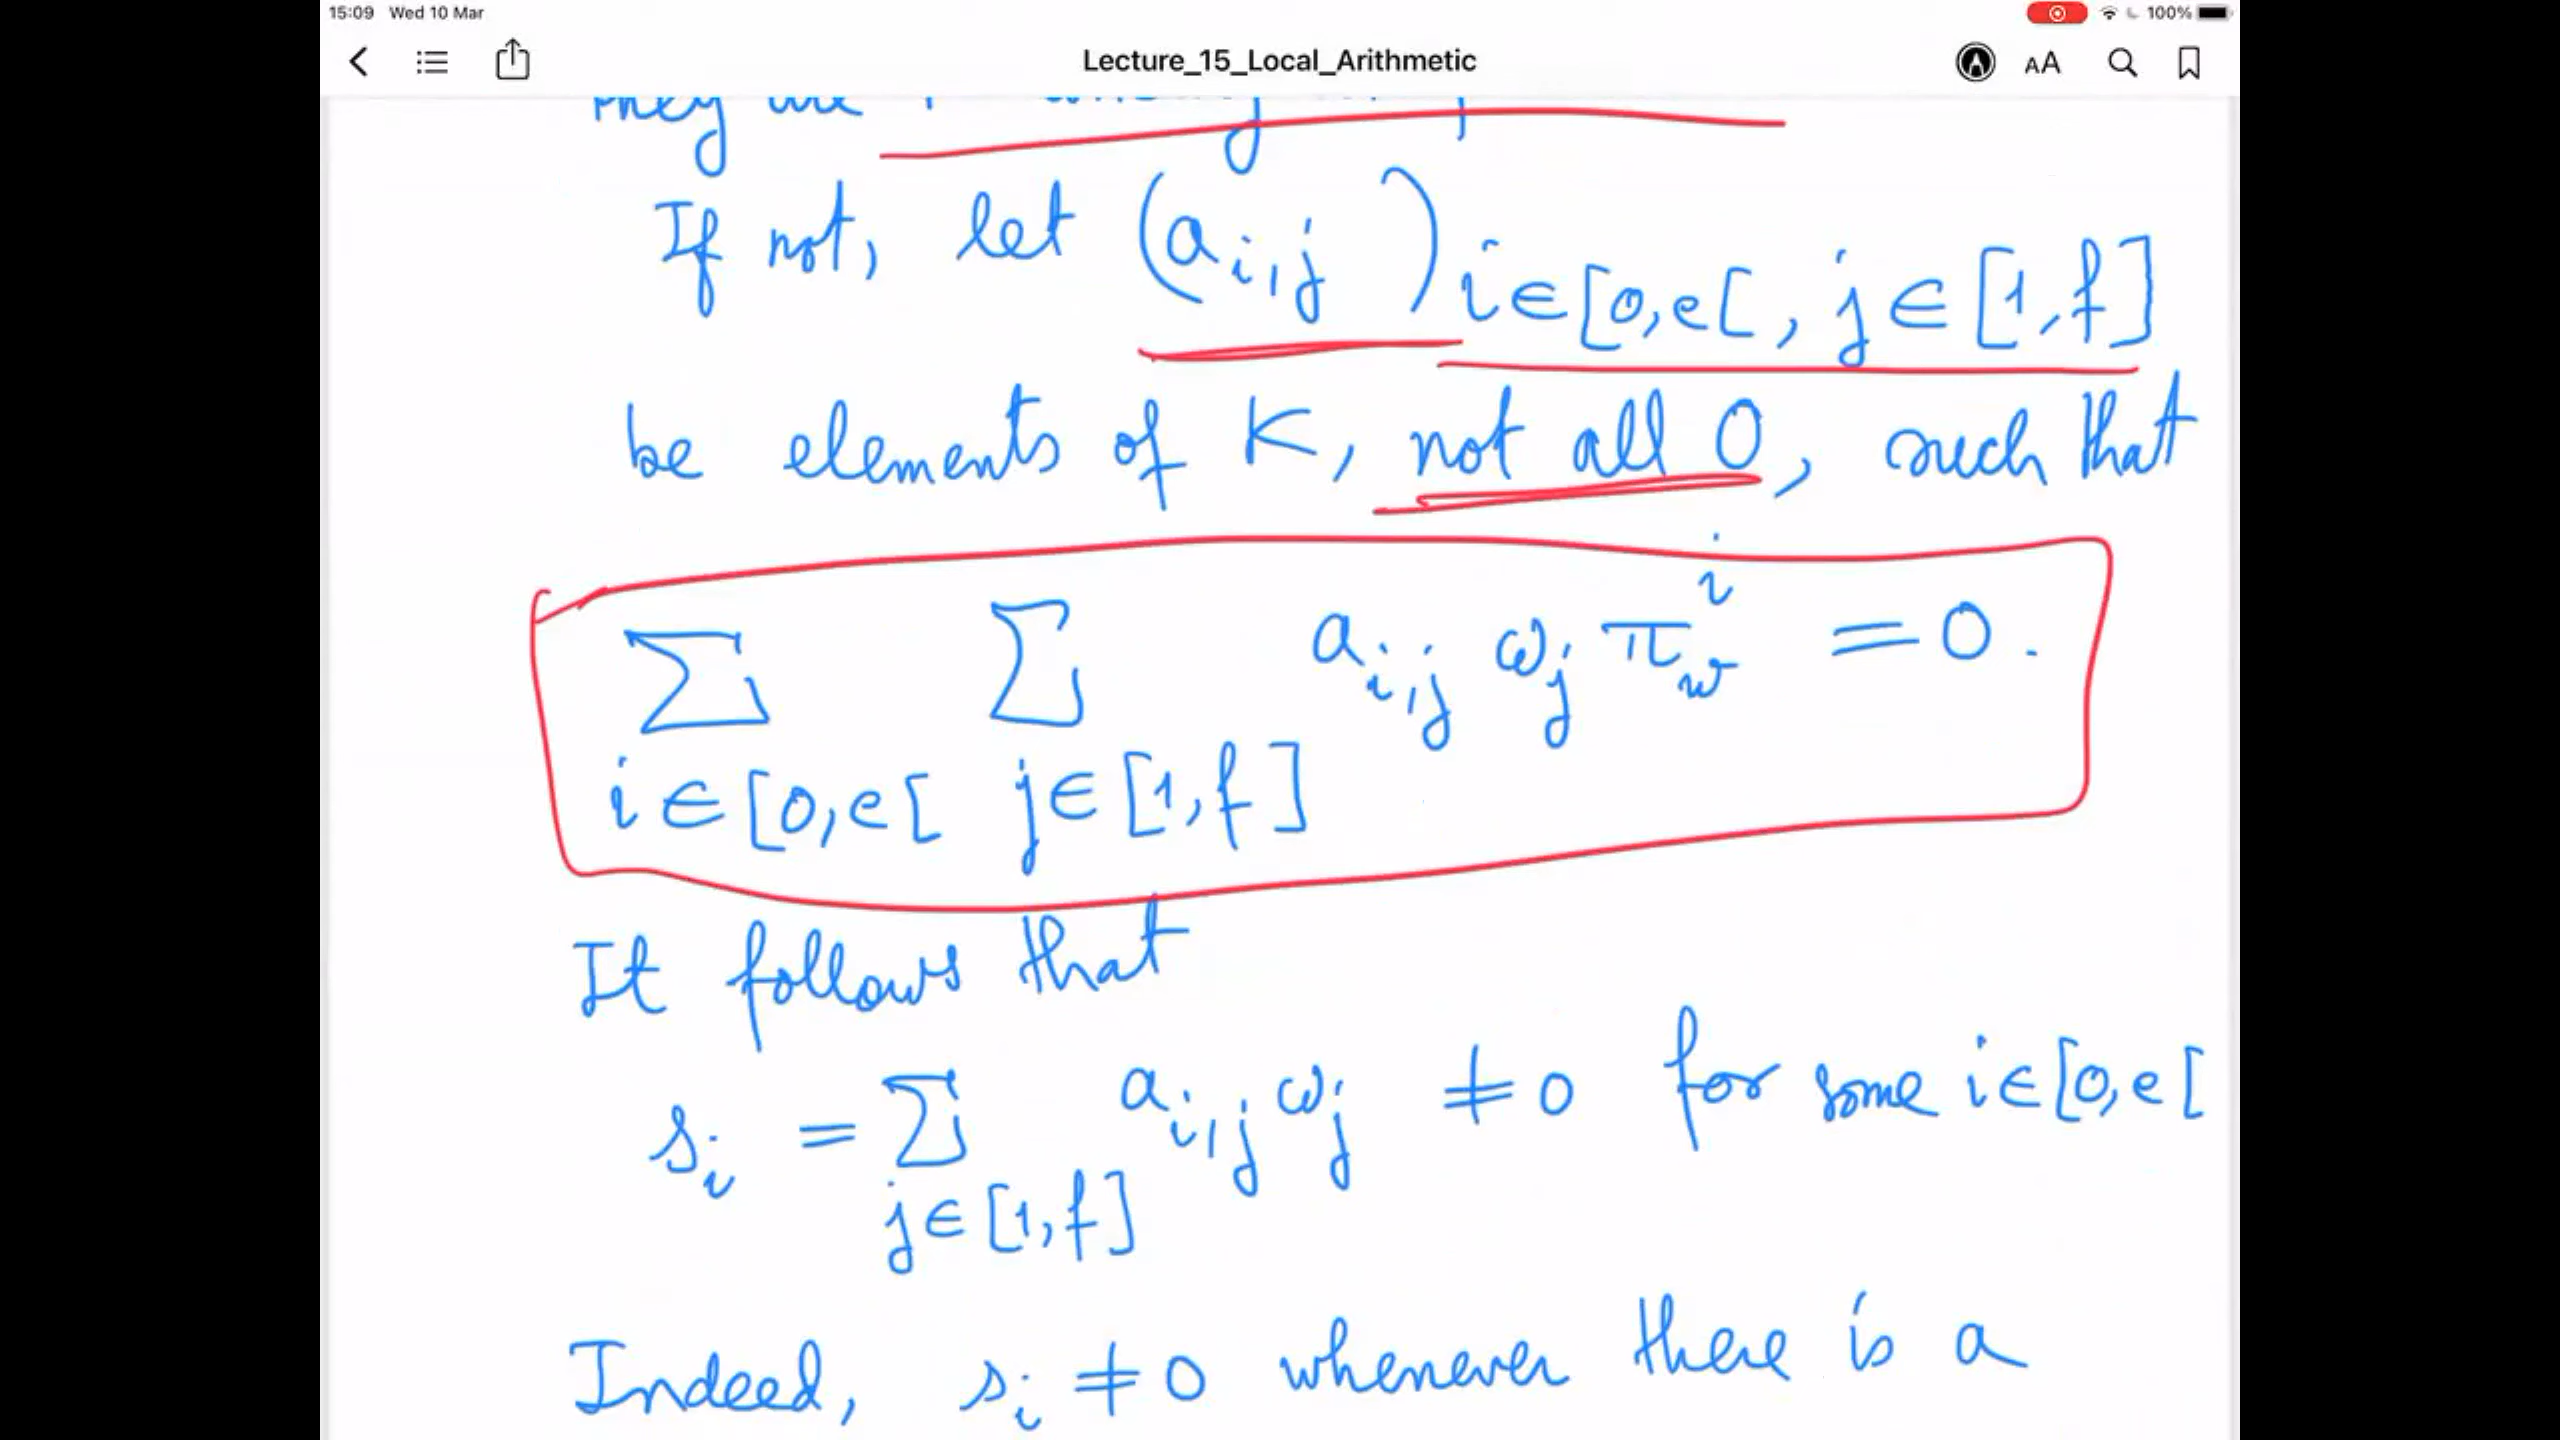 15:09 Wed 10 Mar 100%
Lecture_15_Local_Arithmetic
they are
If not, let (a_{i,j})_{i∈[0,e[, j∈[1,f]}
be elements of K, not all 0, such that
∑_{i∈[0,e[} ∑_{j∈[1,f]} a_{i,j} ω_j π_w^i = 0.
It follows that
s_i = ∑_{j∈[1,f]} a_{i,j} ω_j ≠ 0 for some i∈[0,e[
Indeed, s_i ≠ 0 whenever there is a